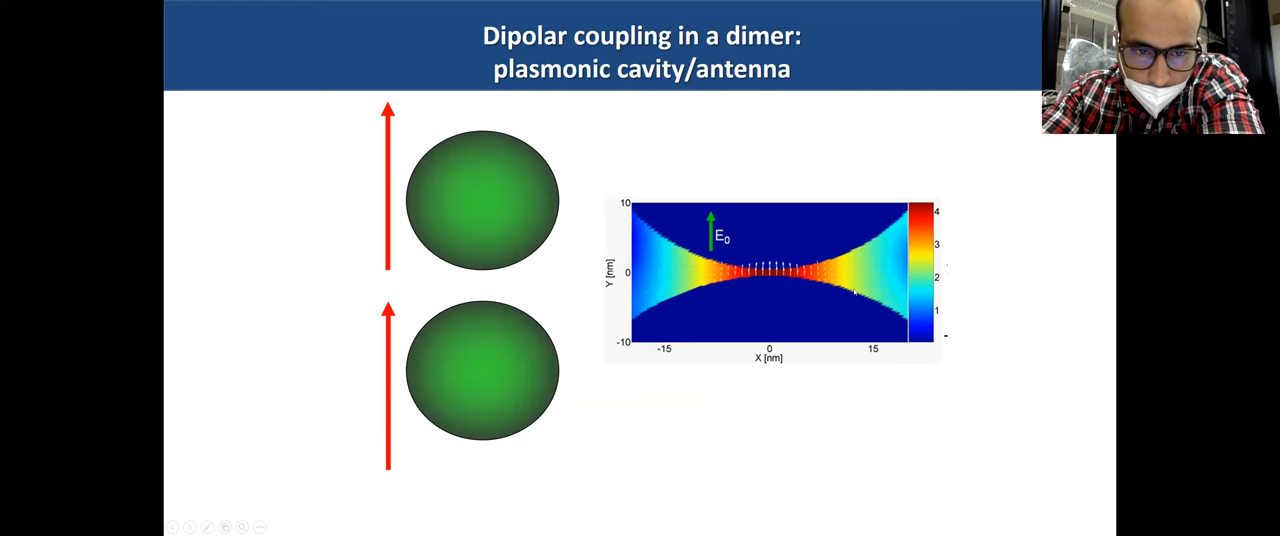 Dipolar coupling in a dimer:
plasmonic cavity/antenna
10
E0
4
3
Y [nm]
0
2
1
-10
-15
0
15
X [nm]